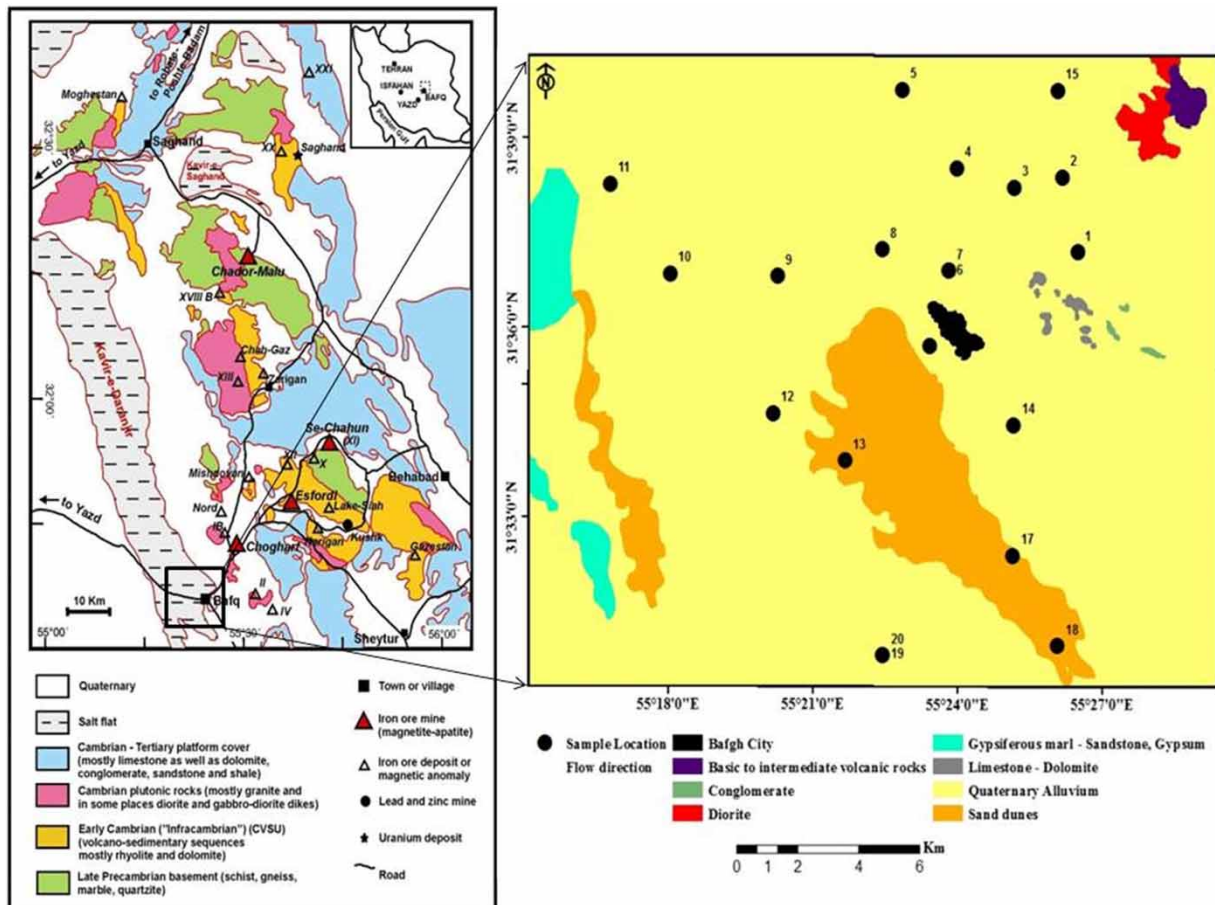 to Robate-
Poshte-Badam
XXI
TEHRAN
ISFAHAN
BAFQ
YAZD
Persian Gulf
Moghestan
32°30'
Saghand
to Yazd
XX
Saghand
Kavir-e-
Saghand
Chador-Malu
XVIII B
Kavir-e-Daranjir
Chah-Gaz
XIII
Zarigan
32°00'
Se-Chahun
(XI)
XII
X
Mishdovan
Behabad
to Yazd
Esfordi
Lake-Siah
Nord
IB
Narigan
Kushk
Choghart
Gazestan
II
IV
Bafq
10 Km
Sheytur
55°00'
55°30'
56°00'
Quaternary
Salt flat
Cambrian - Tertiary platform cover
(mostly limestone as well as dolomite,
conglomerate, sandstone and shale)
Cambrian plutonic rocks (mostly granite and
in some places diorite and gabbro-diorite dikes)
Early Cambrian ("Infracambrian") (CVSU)
(volcano-sedimentary sequences
mostly rhyolite and dolomite)
Late Precambrian basement (schist, gneiss,
marble, quartzite)
Town or village
Iron ore mine
(magnetite-apatite)
Iron ore deposit or
magnetic anomaly
Lead and zinc mine
Uranium deposit
Road
N
5
15
31°39'0"N
11
4
3
2
8
7
6
1
10
9
31°36'0"N
12
14
13
31°33'0"N
17
18
20
19
55°18'0"E
55°21'0"E
55°24'0"E
55°27'0"E
Sample Location
Flow direction
Bafgh City
Basic to intermediate volcanic rocks
Conglomerate
Diorite
Gypsiferous marl - Sandstone, Gypsum
Limestone - Dolomite
Quaternary Alluvium
Sand dunes
Km
0 1 2 4 6